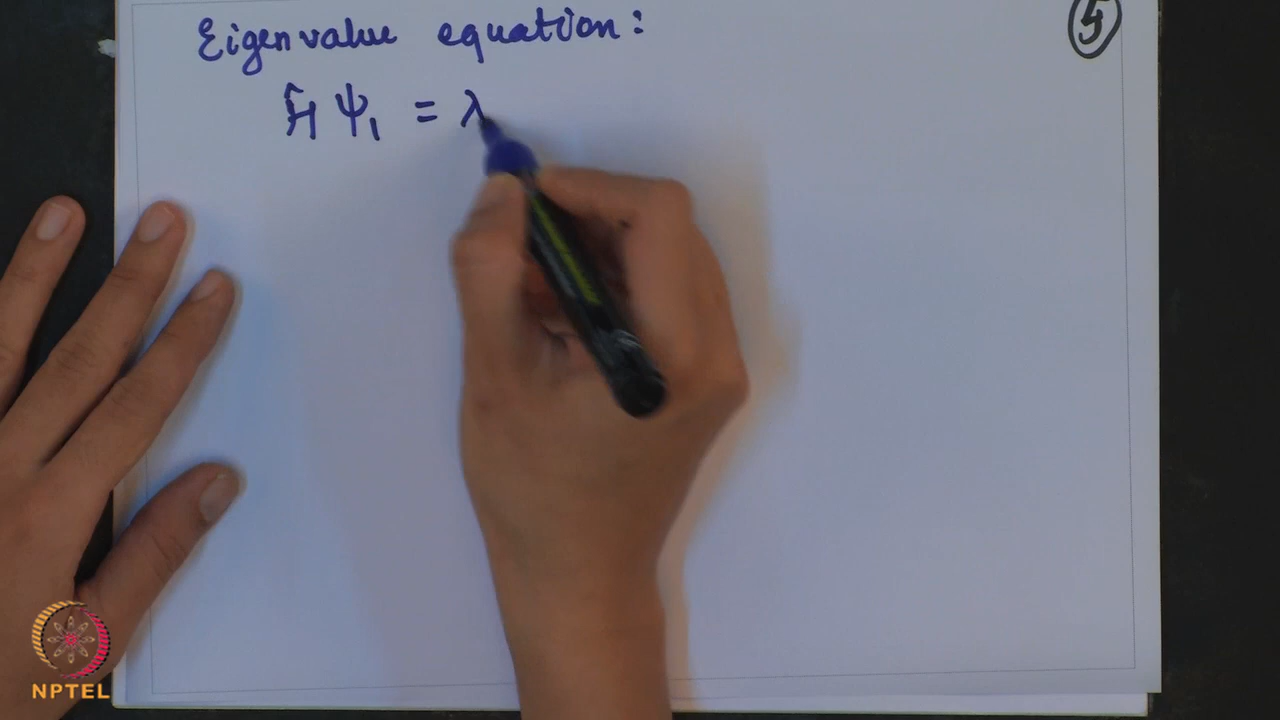 Eigenvalue equation:
5
Ĥ ψ₁ = λ
NPTEL